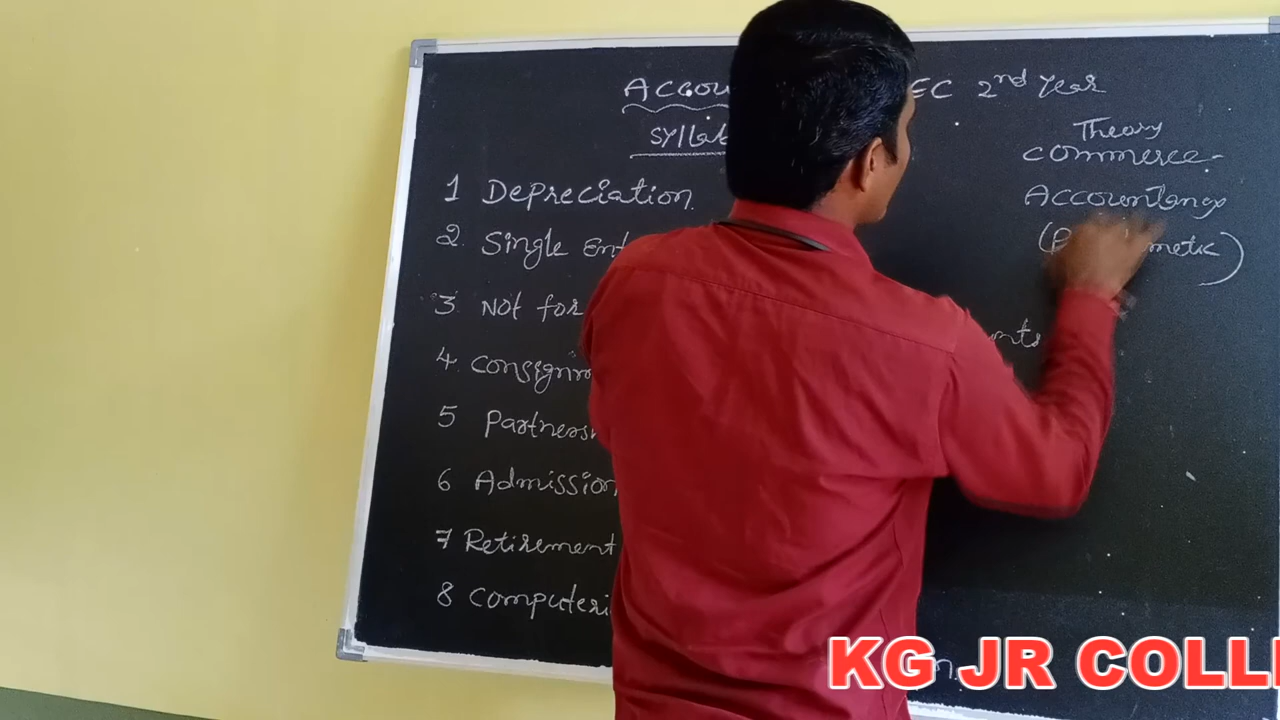 Accou EC 2nd Year
Syllab
Theory
commerce.
1 Depreciation
Accountancy
2. Single Ent
metic)
3 Not for
nts
4. consignm
5 Partnersh
6 Admission
7 Retirement
8 computeri
n.
KG JR COLL